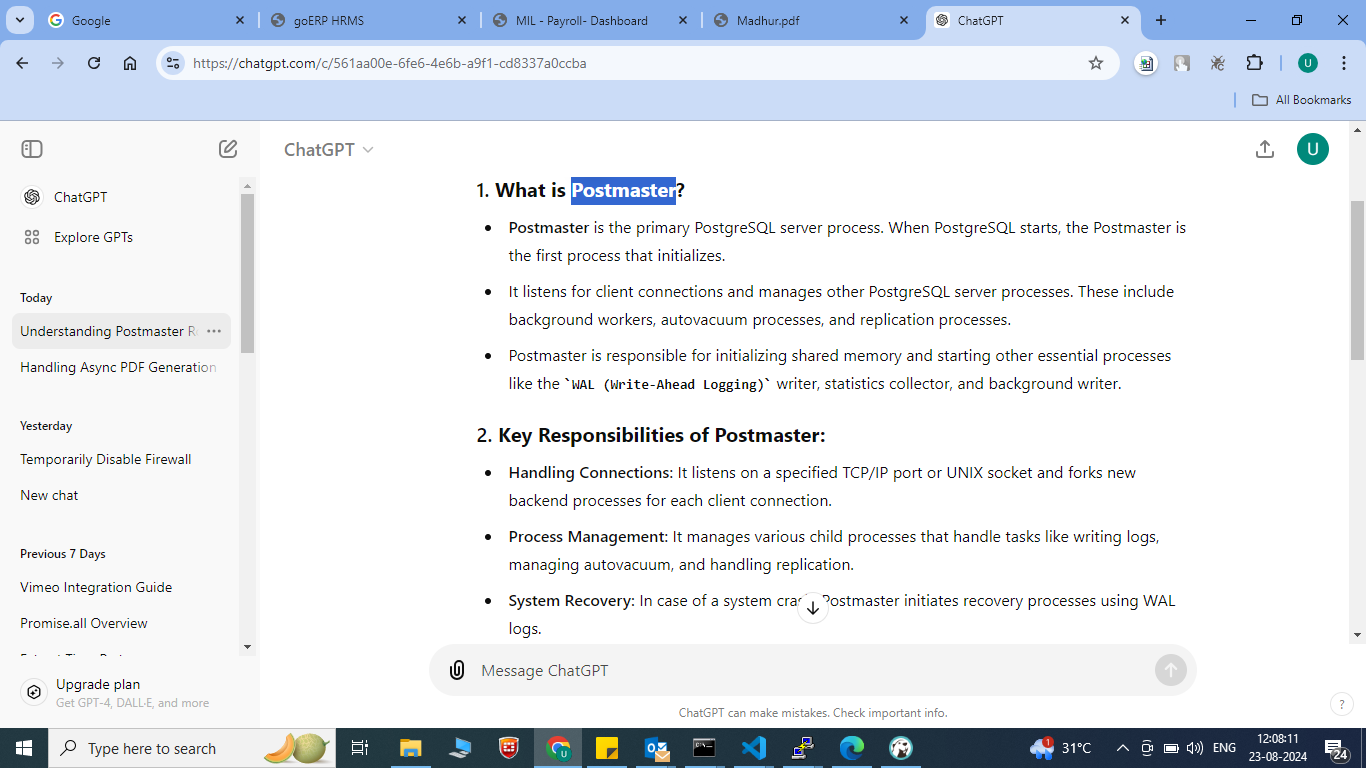 Google
goERP HRMS
MIL - Payroll- Dashboard
Madhur.pdf
ChatGPT
https://chatgpt.com/c/561aa00e-6fe6-4e6b-a9f1-cd8337a0ccba
U
All Bookmarks
ChatGPT
U
ChatGPT
Explore GPTs
Today
Understanding Postmaster R
Handling Async PDF Generation
Yesterday
Temporarily Disable Firewall
New chat
Previous 7 Days
Vimeo Integration Guide
Promise.all Overview
Upgrade plan
Get GPT-4, DALL·E, and more
1. What is Postmaster?
• Postmaster is the primary PostgreSQL server process. When PostgreSQL starts, the Postmaster is
the first process that initializes.
• It listens for client connections and manages other PostgreSQL server processes. These include
background workers, autovacuum processes, and replication processes.
• Postmaster is responsible for initializing shared memory and starting other essential processes
like the `WAL (Write-Ahead Logging)` writer, statistics collector, and background writer.
2. Key Responsibilities of Postmaster:
• Handling Connections: It listens on a specified TCP/IP port or UNIX socket and forks new
backend processes for each client connection.
• Process Management: It manages various child processes that handle tasks like writing logs,
managing autovacuum, and handling replication.
• System Recovery: In case of a system Postmaster initiates recovery processes using WAL
logs.
Message ChatGPT
ChatGPT can make mistakes. Check important info.
?
Type here to search
U
1
31°C
ENG
12:08:11
23-08-2024
24